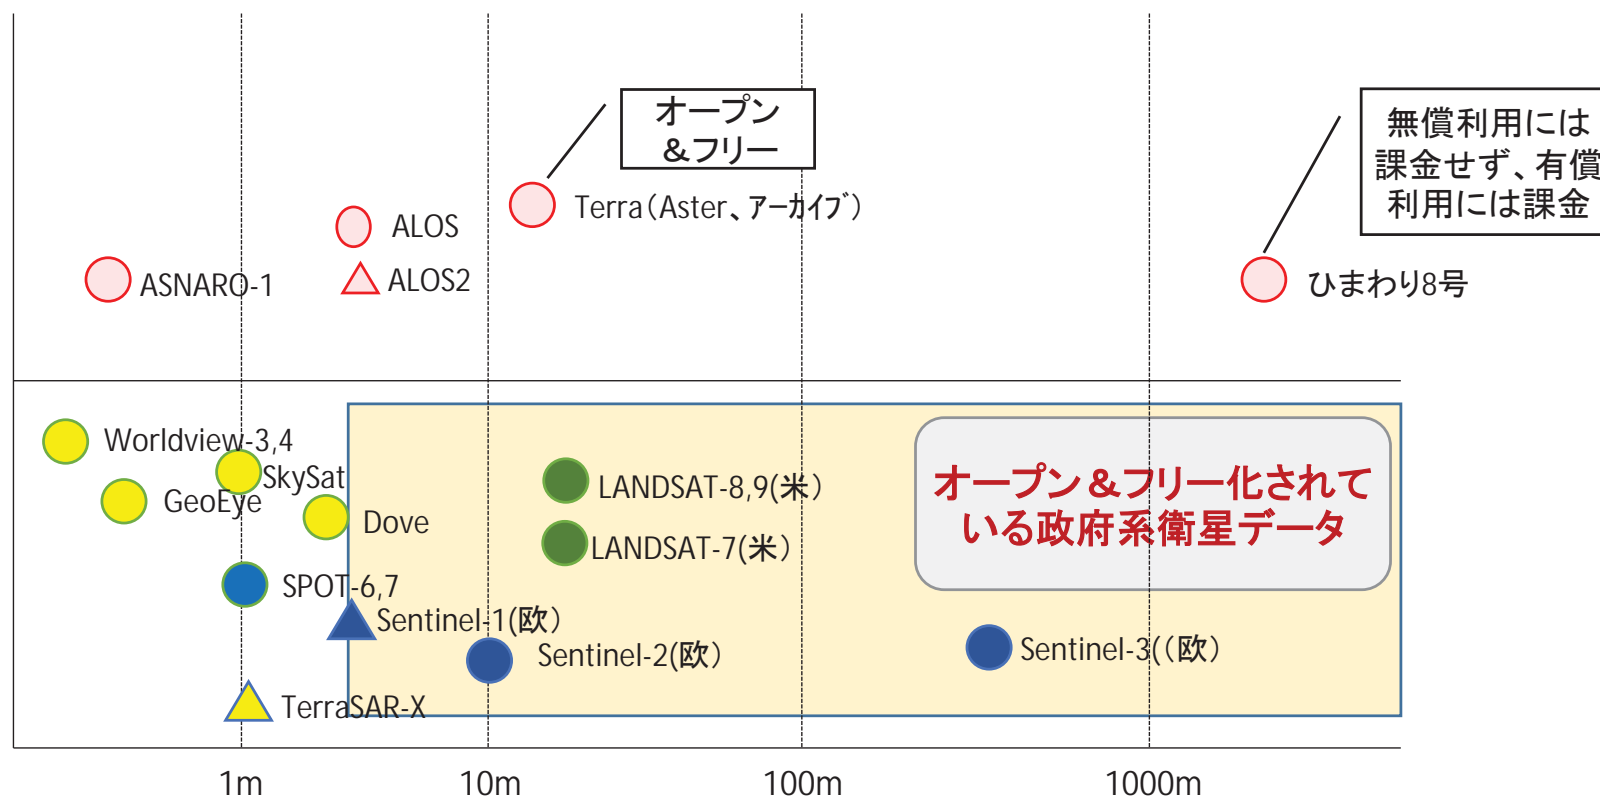 オープン
&フリー
無償利用には
課金せず、有償
利用には課金
Terra(Aster、アーカイブ)
ALOS
ALOS2
ASNARO-1
ひまわり8号
Worldview-3,4
SkySat
GeoEye
Dove
LANDSAT-8,9(米)
LANDSAT-7(米)
オープン&フリー化されて
いる政府系衛星データ
SPOT-6,7
Sentinel-1(欧)
Sentinel-2(欧)
Sentinel-3((欧)
TerraSAR-X
1m
10m
100m
1000m